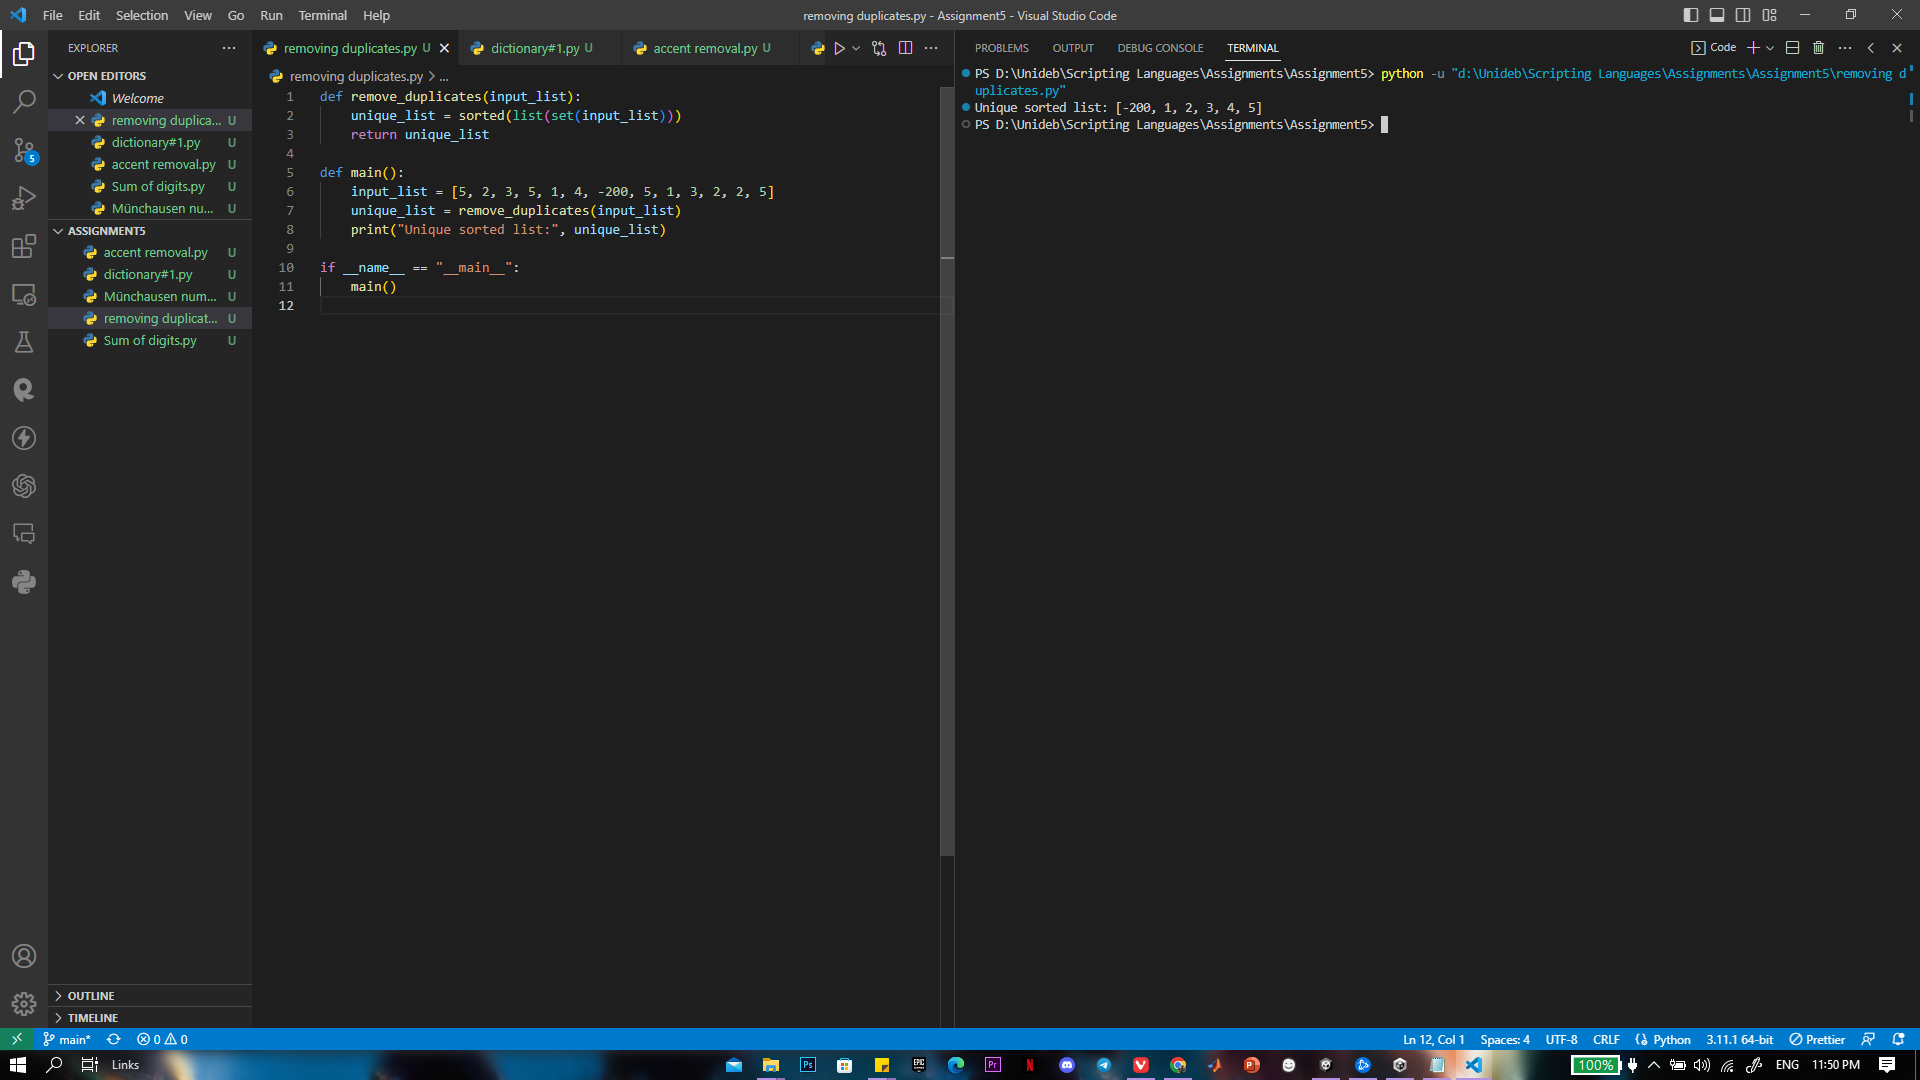 File Edit Selection View Go Run Terminal Help
removing duplicates.py - Assignment5 - Visual Studio Code
EXPLORER
OPEN EDITORS
Welcome
removing duplica... U
dictionary#1.py U
accent removal.py U
Sum of digits.py U
Münchausen nu... U
ASSIGNMENT5
accent removal.py U
dictionary#1.py U
Münchausen num... U
removing duplicat... U
Sum of digits.py U
OUTLINE
TIMELINE
5
removing duplicates.py U
dictionary#1.py U
accent removal.py U
removing duplicates.py > ...
1 def remove_duplicates(input_list):
2 unique_list = sorted(list(set(input_list)))
3 return unique_list
4
5 def main():
6 input_list = [5, 2, 3, 5, 1, 4, -200, 5, 1, 3, 2, 2, 5]
7 unique_list = remove_duplicates(input_list)
8 print("Unique sorted list:", unique_list)
9
10 if __name__ == "__main__":
11 main()
12
PROBLEMS OUTPUT DEBUG CONSOLE TERMINAL
Code
PS D:\Unideb\Scripting Languages\Assignments\Assignment5> python -u "d:\Unideb\Scripting Languages\Assignments\Assignment5\removing d
uplicates.py"
Unique sorted list: [-200, 1, 2, 3, 4, 5]
PS D:\Unideb\Scripting Languages\Assignments\Assignment5>
main* 0 0
Ln 12, Col 1 Spaces: 4 UTF-8 CRLF Python 3.11.1 64-bit Prettier
Links
Ps
EPIC
Pr
N
100%
ENG 11:50 PM